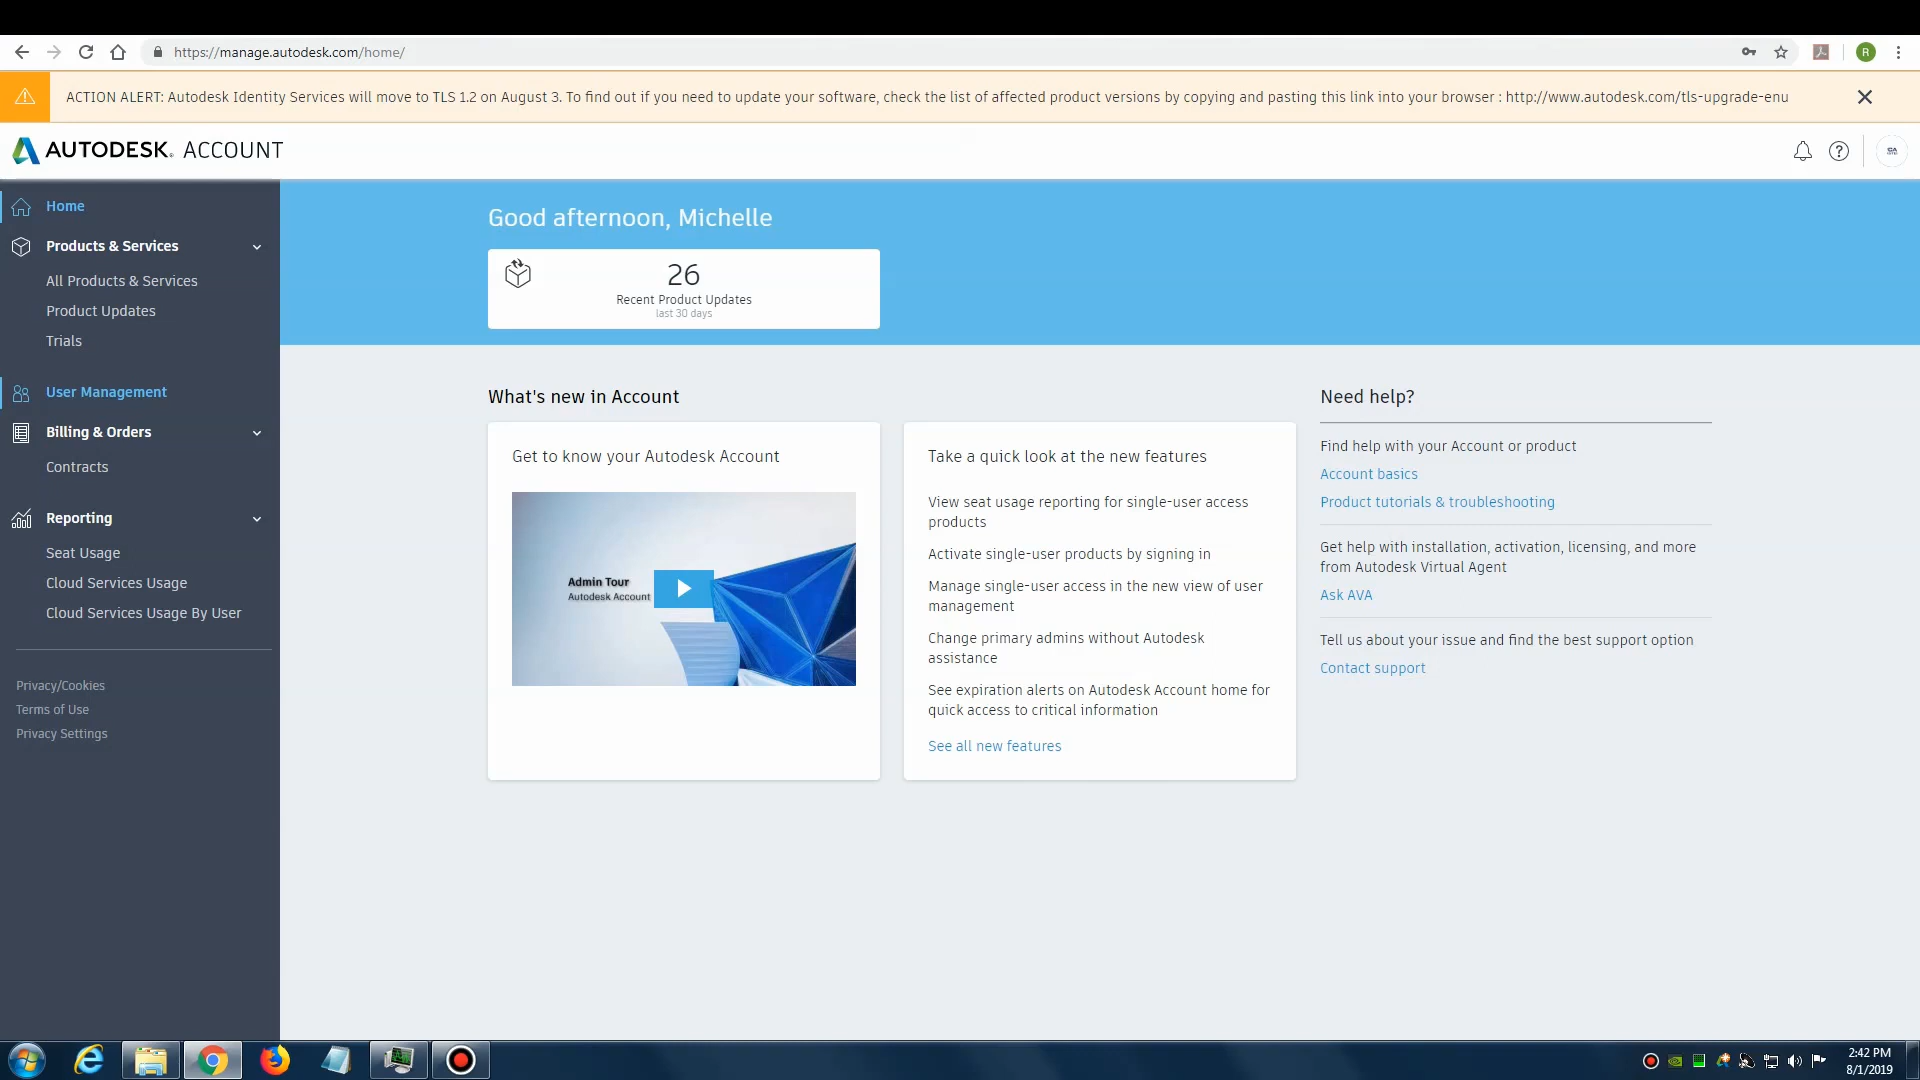 https://manage.autodesk.com/home/
R
ACTION ALERT: Autodesk Identity Services will move to TLS 1.2 on August 3. To find out if you need to update your software, check the list of affected product versions by copying and pasting this link into your browser : http://www.autodesk.com/tls-upgrade-enu
AUTODESK. ACCOUNT
Home
Products & Services
All Products & Services
Product Updates
Trials
User Management
Billing & Orders
Contracts
Reporting
Seat Usage
Cloud Services Usage
Cloud Services Usage By User
Privacy/Cookies
Terms of Use
Privacy Settings
Good afternoon, Michelle
26
Recent Product Updates
last 30 days
What's new in Account
Get to know your Autodesk Account
Admin Tour
Autodesk Account
Take a quick look at the new features
View seat usage reporting for single-user access
products
Activate single-user products by signing in
Manage single-user access in the new view of user
management
Change primary admins without Autodesk
assistance
See expiration alerts on Autodesk Account home for
quick access to critical information
See all new features
Need help?
Find help with your Account or product
Account basics
Product tutorials & troubleshooting
Get help with installation, activation, licensing, and more
from Autodesk Virtual Agent
Ask AVA
Tell us about your issue and find the best support option
Contact support
2:42 PM
8/1/2019